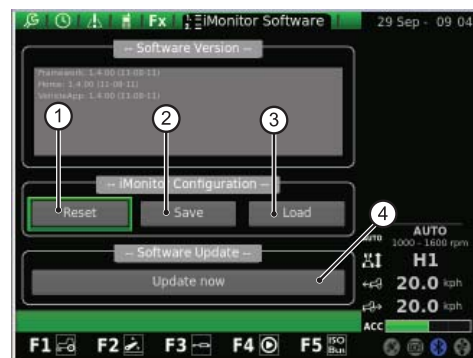 Fx
iMonitor Software
29 Sep - 09 04
-- Software Version --
Framework: 1.4.00 (11-08-11)
Home: 1.4.00 (11-08-11)
VehicleApp: 1.4.00 (11-08-11)
1
2
3
-- iMonitor Configuration --
Reset
Save
Load
4
-- Software Update --
Update now
AUTO
AUTO
1000 - 1600 rpm
H1
20.0 kph
20.0 kph
ACC
F1 F2 F3 F4 F5 ISO Bus